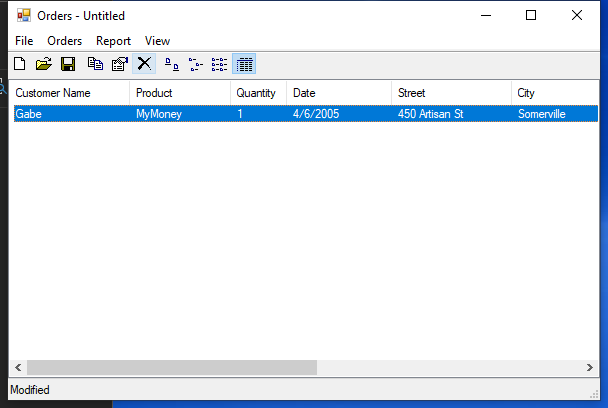 Orders - Untitled
File Orders Report View
Customer Name Product Quantity Date Street City
Gabe MyMoney 1 4/6/2005 450 Artisan St Somerville
Modified